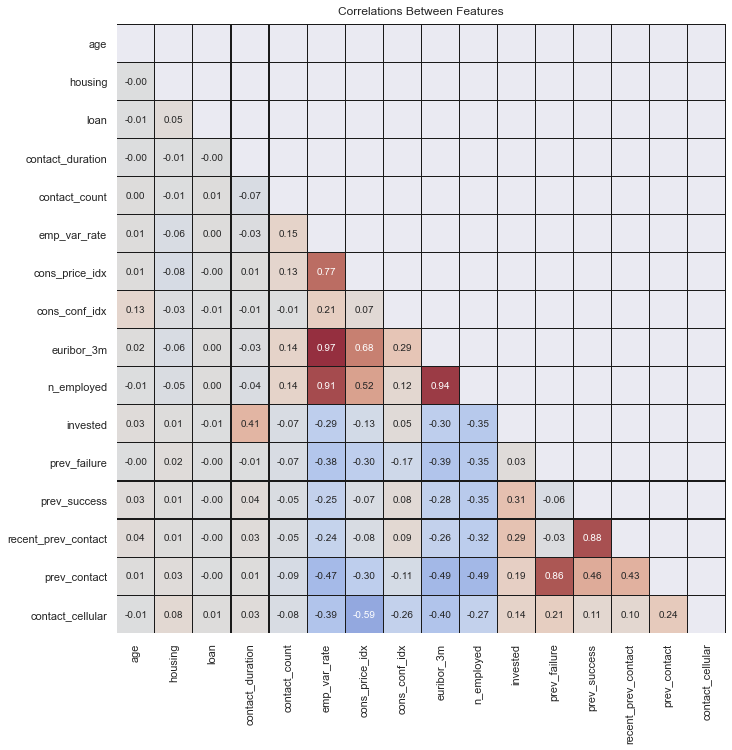 Correlations Between Features
age
housing -0.00
loan -0.01 0.05
contact_duration -0.00 -0.01 -0.00
contact_count 0.00 -0.01 0.01 -0.07
emp_var_rate 0.01 -0.06 0.00 -0.03 0.15
cons_price_idx 0.01 -0.08 -0.00 0.01 0.13 0.77
cons_conf_idx 0.13 -0.03 -0.01 -0.01 -0.01 0.21 0.07
euribor_3m 0.02 -0.06 0.00 -0.03 0.14 0.97 0.68 0.29
n_employed -0.01 -0.05 0.00 -0.04 0.14 0.91 0.52 0.12 0.94
invested 0.03 0.01 -0.01 0.41 -0.07 -0.29 -0.13 0.05 -0.30 -0.35
prev_failure -0.00 0.02 -0.00 -0.01 -0.07 -0.38 -0.30 -0.17 -0.39 -0.35 0.03
prev_success 0.03 0.01 -0.00 0.04 -0.05 -0.25 -0.07 0.08 -0.28 -0.35 0.31 -0.06
recent_prev_contact 0.04 0.01 -0.00 0.03 -0.05 -0.24 -0.08 0.09 -0.26 -0.32 0.29 -0.03 0.88
prev_contact 0.01 0.03 -0.00 0.01 -0.09 -0.47 -0.30 -0.11 -0.49 -0.49 0.19 0.86 0.46 0.43
contact_cellular -0.01 0.08 0.01 0.03 -0.08 -0.39 -0.59 -0.26 -0.40 -0.27 0.14 0.21 0.11 0.10 0.24
age
housing
loan
contact_duration
contact_count
emp_var_rate
cons_price_idx
cons_conf_idx
euribor_3m
n_employed
invested
prev_failure
prev_success
recent_prev_contact
prev_contact
contact_cellular